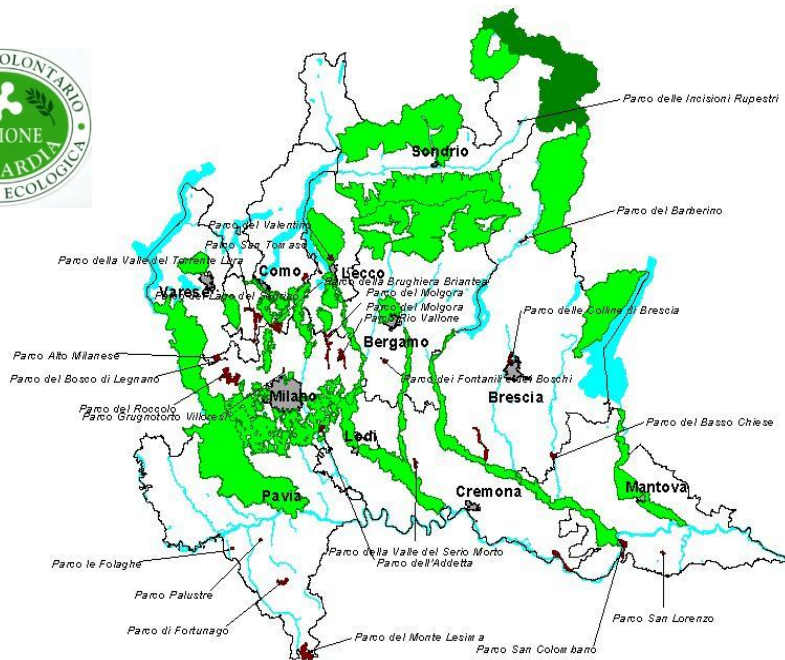 OLONTARIO
IONE
ARDIA
ECOLOGICA
Parco delle Incisioni Rupestri
Sondrio
Parco del Barberino
Parco del Valentino
Parco San Tomaso
Parco della Valle del Torrente Lura
Como
Lecco
Parco della Brughiera Briantea
Varese
Parco del Molgora
Parco del Molgora
Parco Rio Vallone
Parco delle Colline di Brescia
Bergamo
Parco Alto Milanese
Parco dei Fontanili e dei Boschi
Parco del Bosco di Legnano
Brescia
Milano
Parco del Roccolo
Parco Grugnotorto Villoresi
Parco del Basso Chiese
Lodi
Pavia
Cremona
Mantova
Parco della Valle del Serio Morto
Parco le Folaghe
Parco dell'Addetta
Parco Palustre
Parco San Lorenzo
Parco di Fortunago
Parco del Monte Lesima
Parco San Colombano